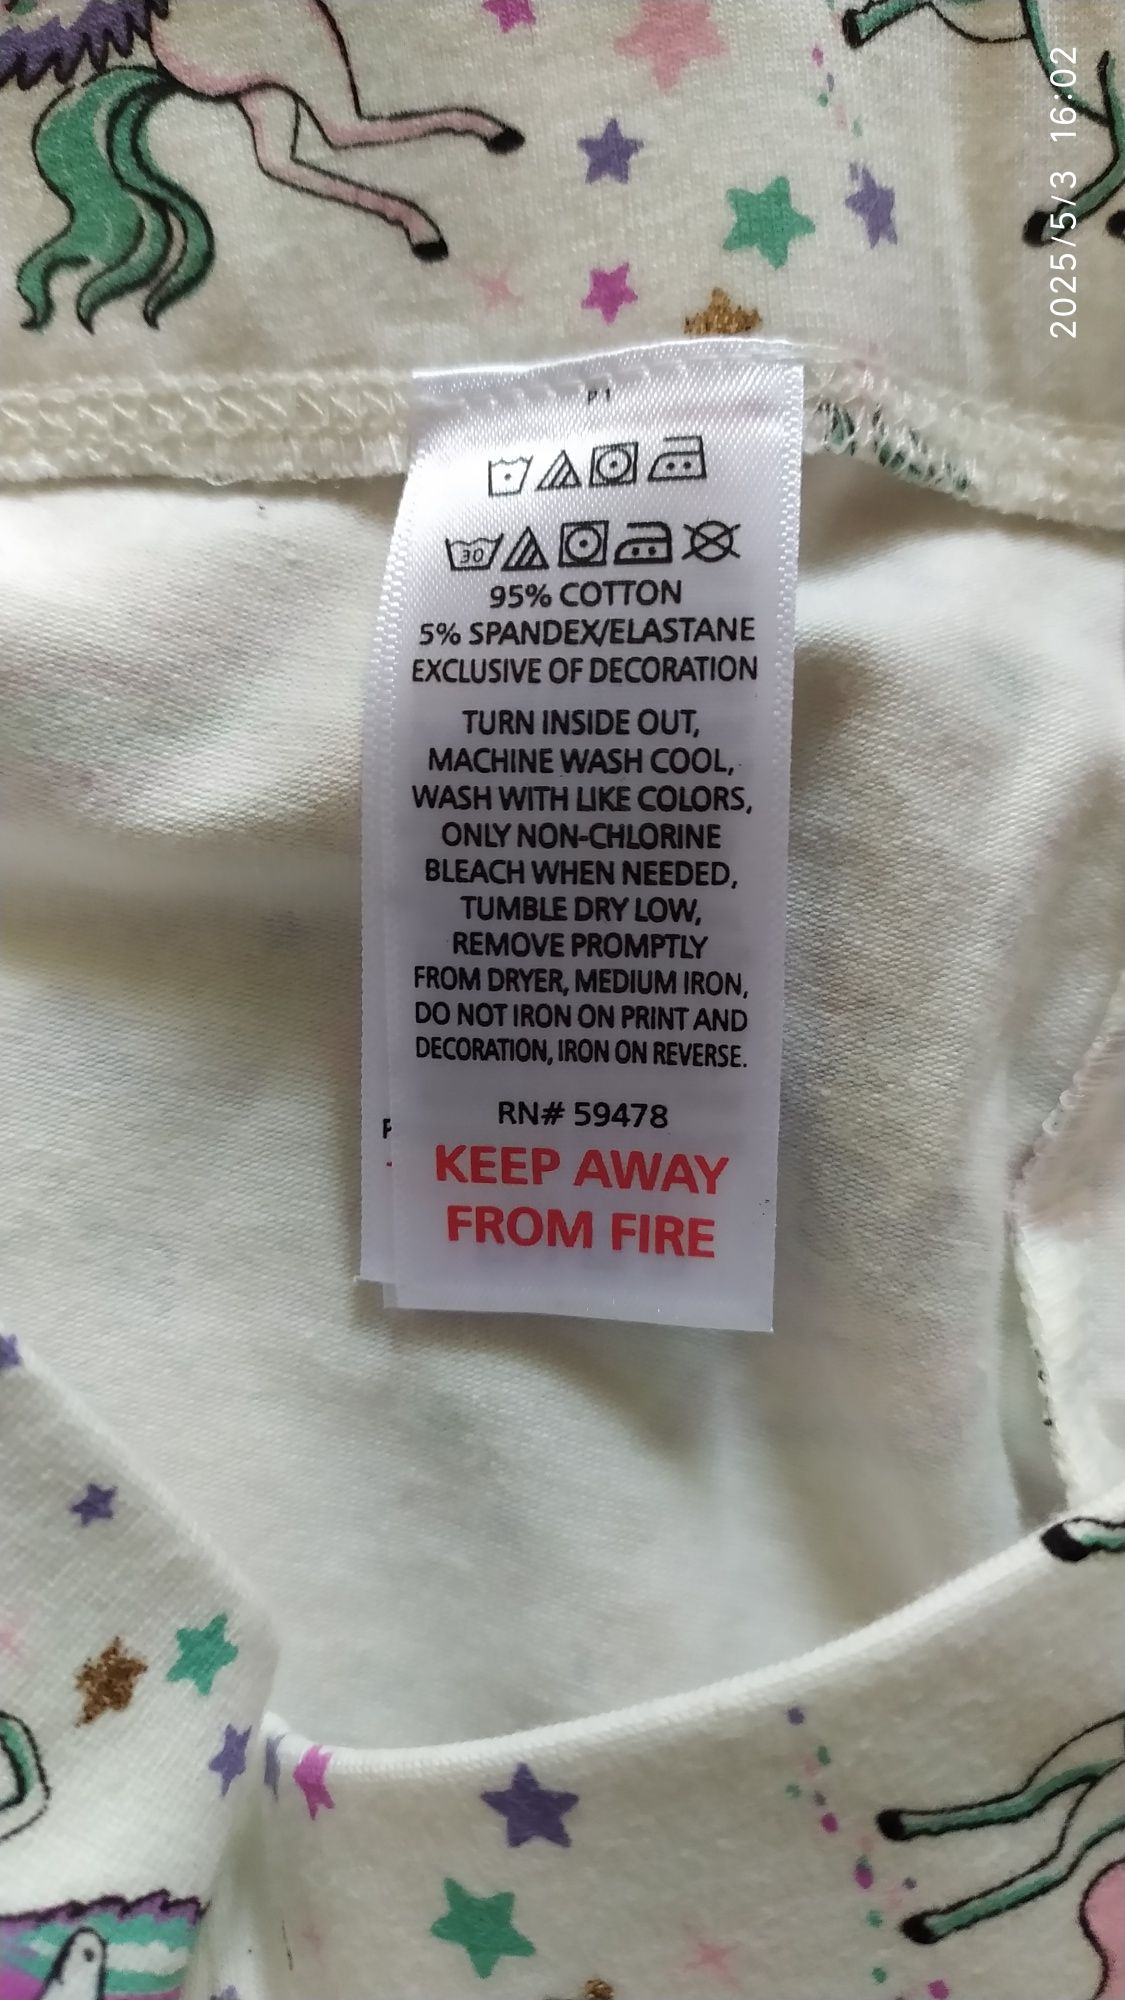 2025/5/3 16:02
P1
30
95% COTTON
5% SPANDEX/ELASTANE
EXCLUSIVE OF DECORATION
TURN INSIDE OUT,
MACHINE WASH COOL,
WASH WITH LIKE COLORS,
ONLY NON-CHLORINE
BLEACH WHEN NEEDED,
TUMBLE DRY LOW,
REMOVE PROMPTLY
FROM DRYER, MEDIUM IRON,
DO NOT IRON ON PRINT AND
DECORATION, IRON ON REVERSE.
RN# 59478
KEEP AWAY
FROM FIRE